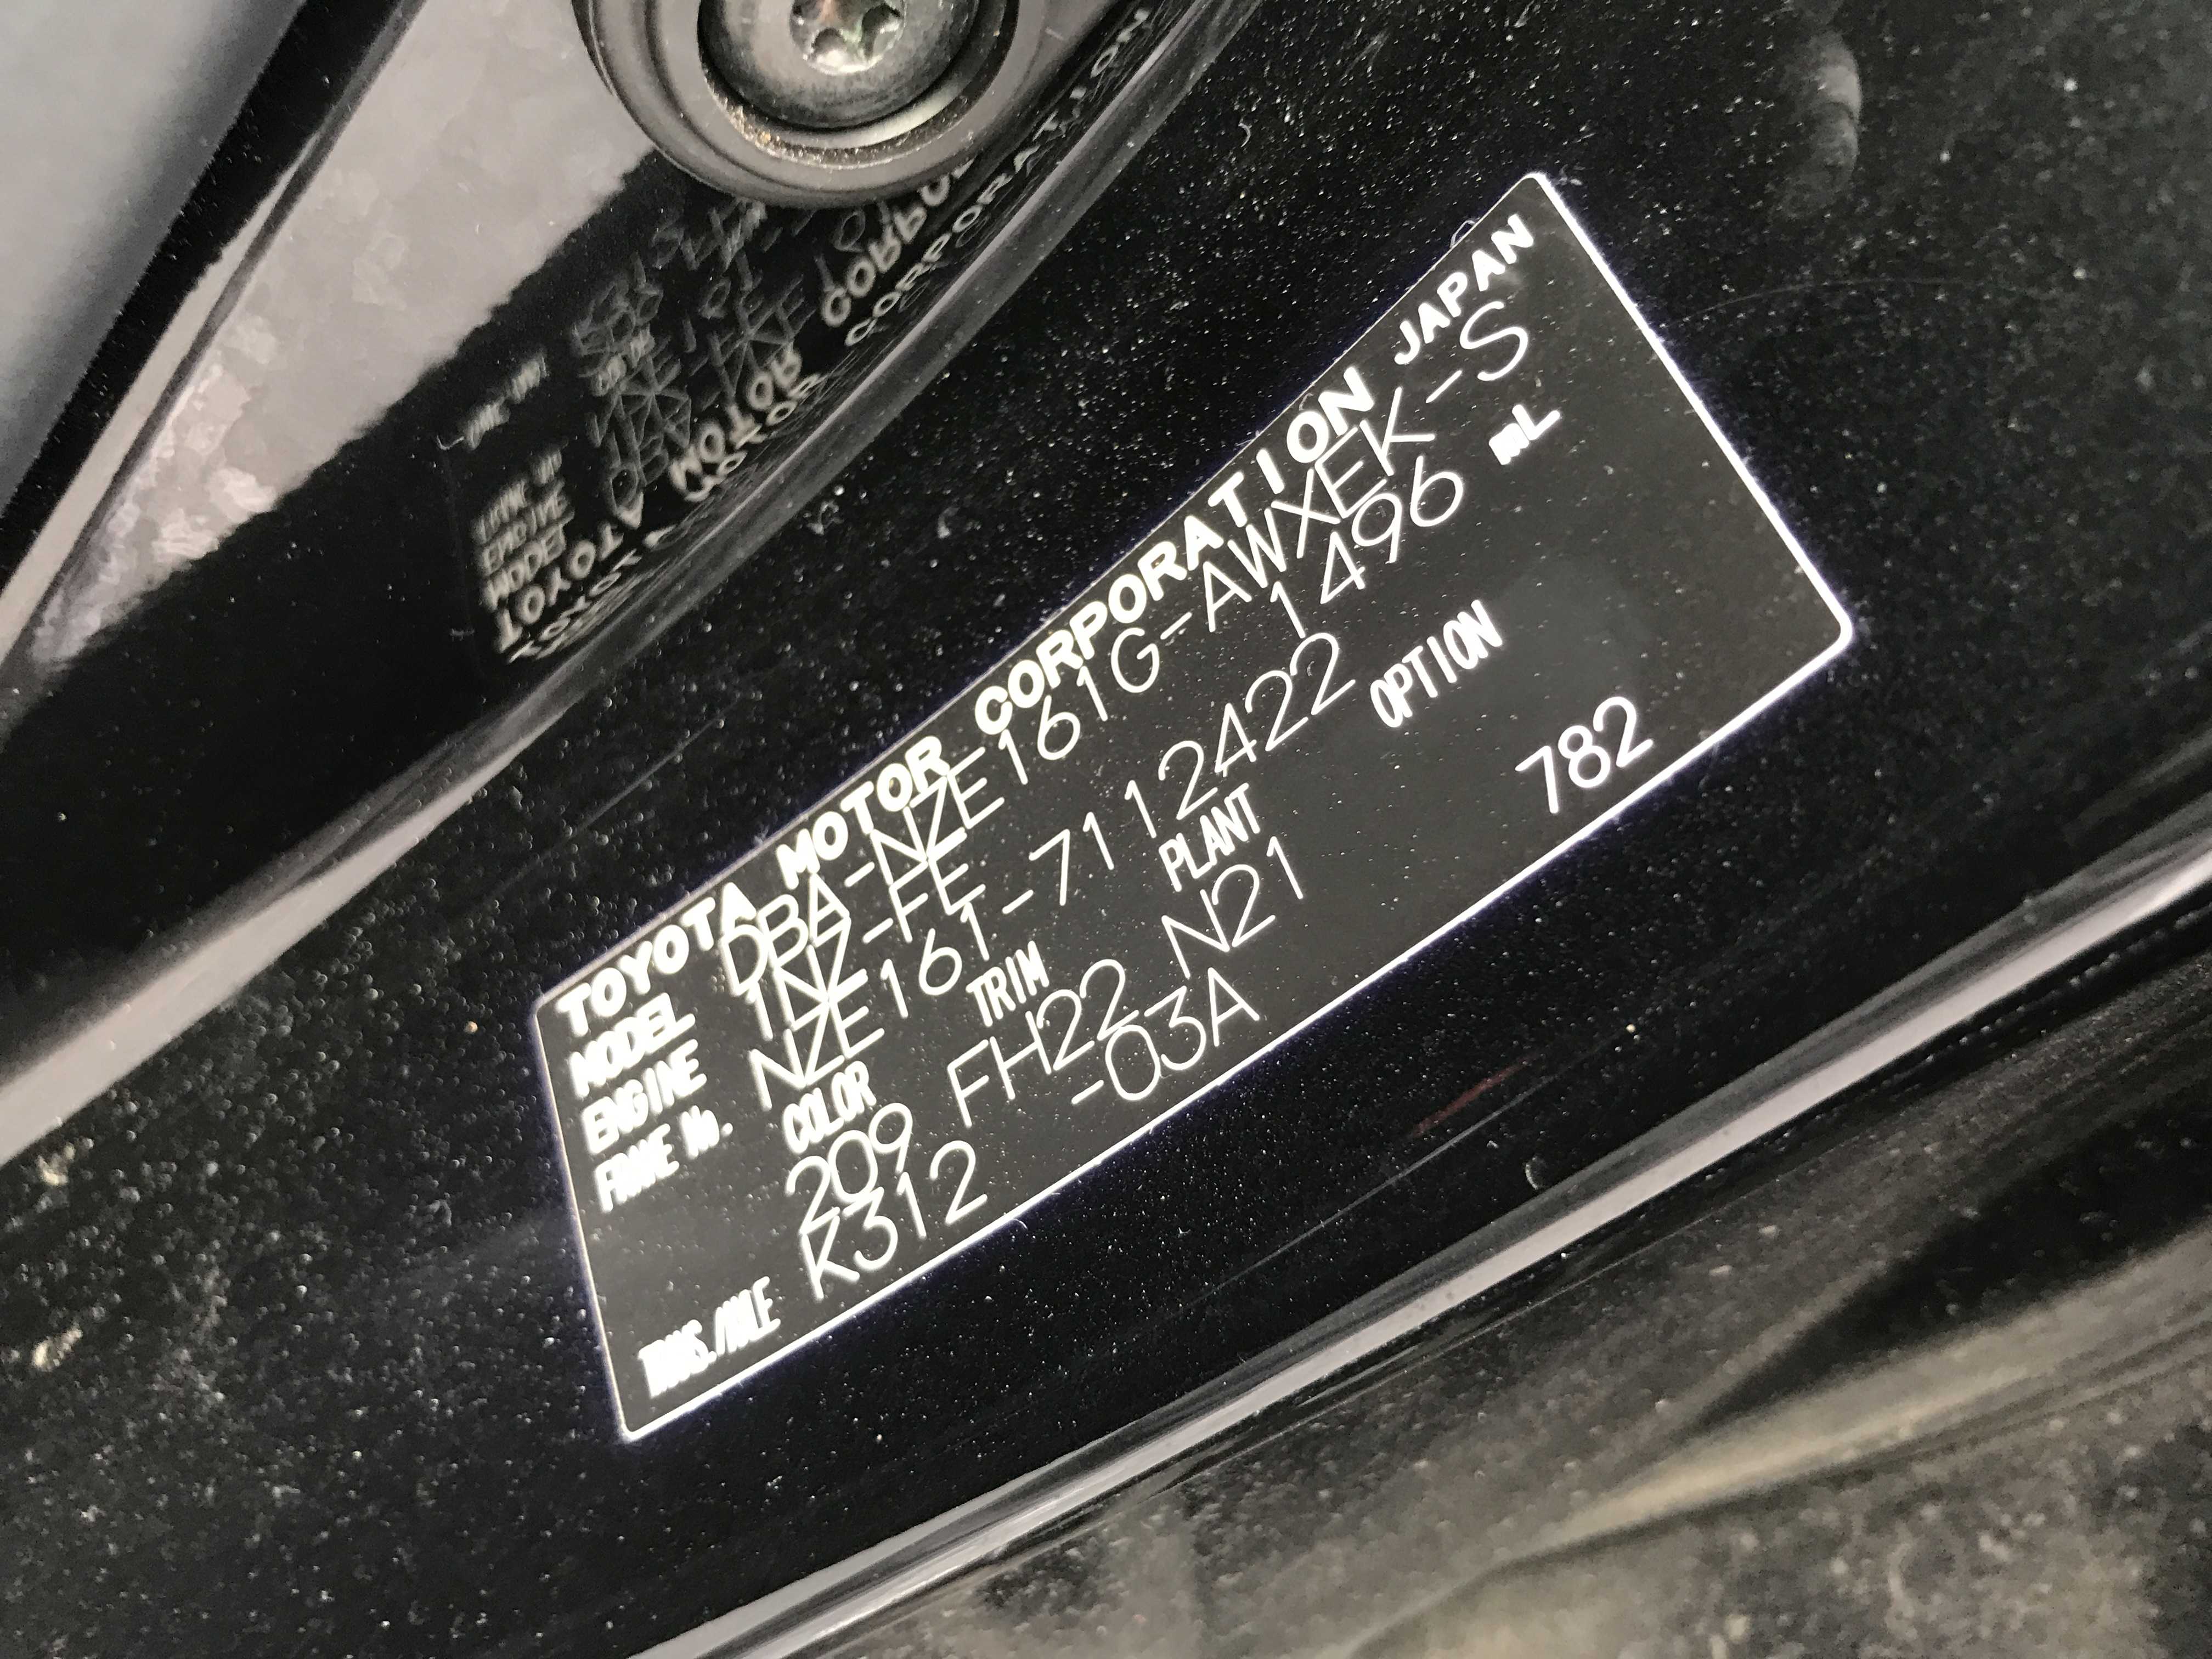 TOYOTA MOTOR CORPORATION JAPAN
MODEL DBA-NZE161G-AWXEK-S
ENGINE 1NZ-FE 1496 mL
FRAME No. NZE161-7112422
COLOR TRIM PLANT OPTION
209 FH22 N21 782
TRANS./AXLE K312 -03A